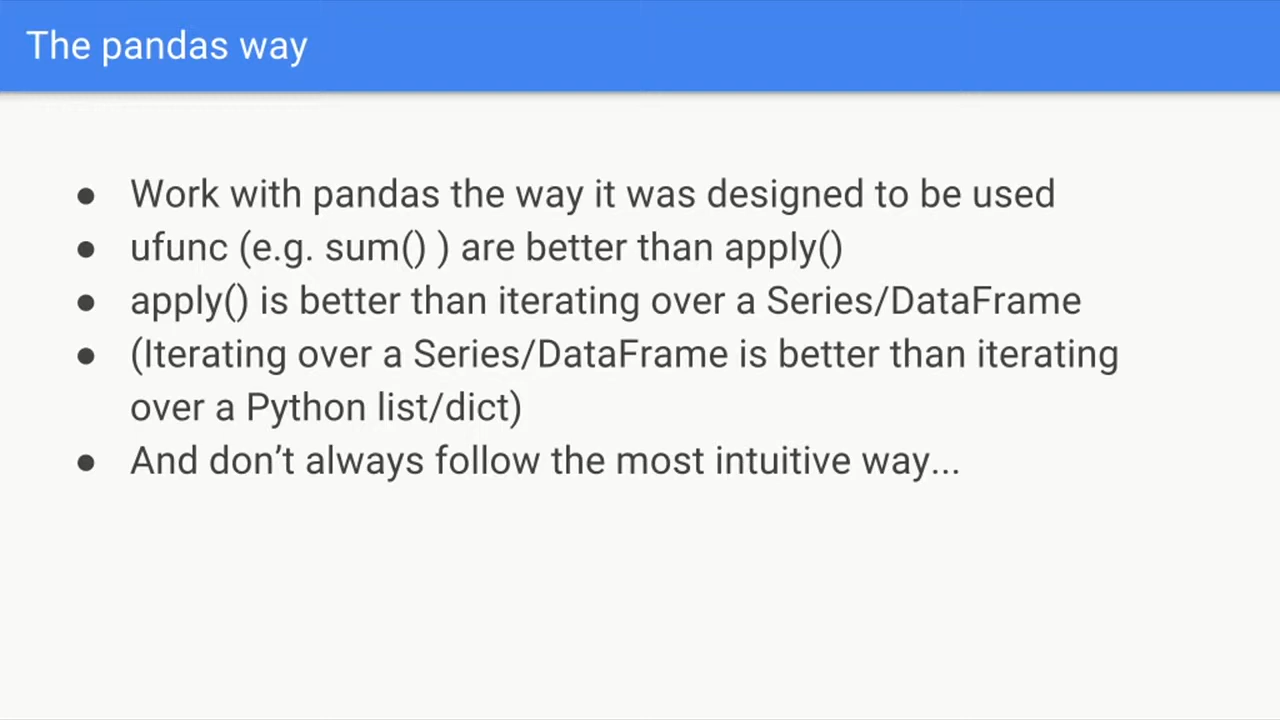 The pandas way
● Work with pandas the way it was designed to be used
● ufunc (e.g. sum() ) are better than apply()
● apply() is better than iterating over a Series/DataFrame
● (Iterating over a Series/DataFrame is better than iterating
over a Python list/dict)
● And don’t always follow the most intuitive way...